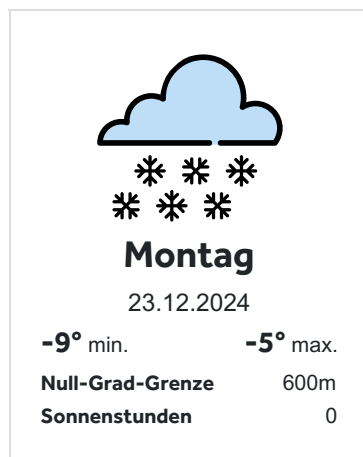 Montag
23.12.2024
-9° min. -5° max.
Null-Grad-Grenze 600m
Sonnenstunden 0